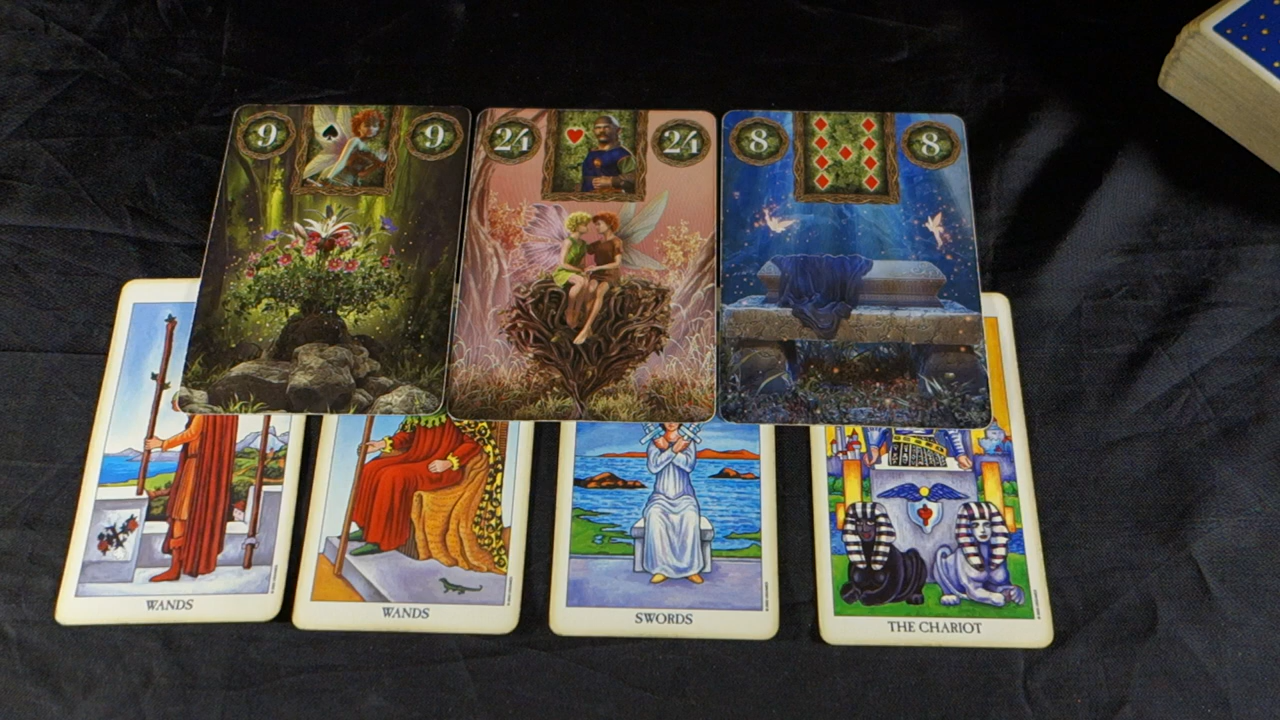 9 9
24 24
8 8
WANDS
WANDS
SWORDS
THE CHARIOT